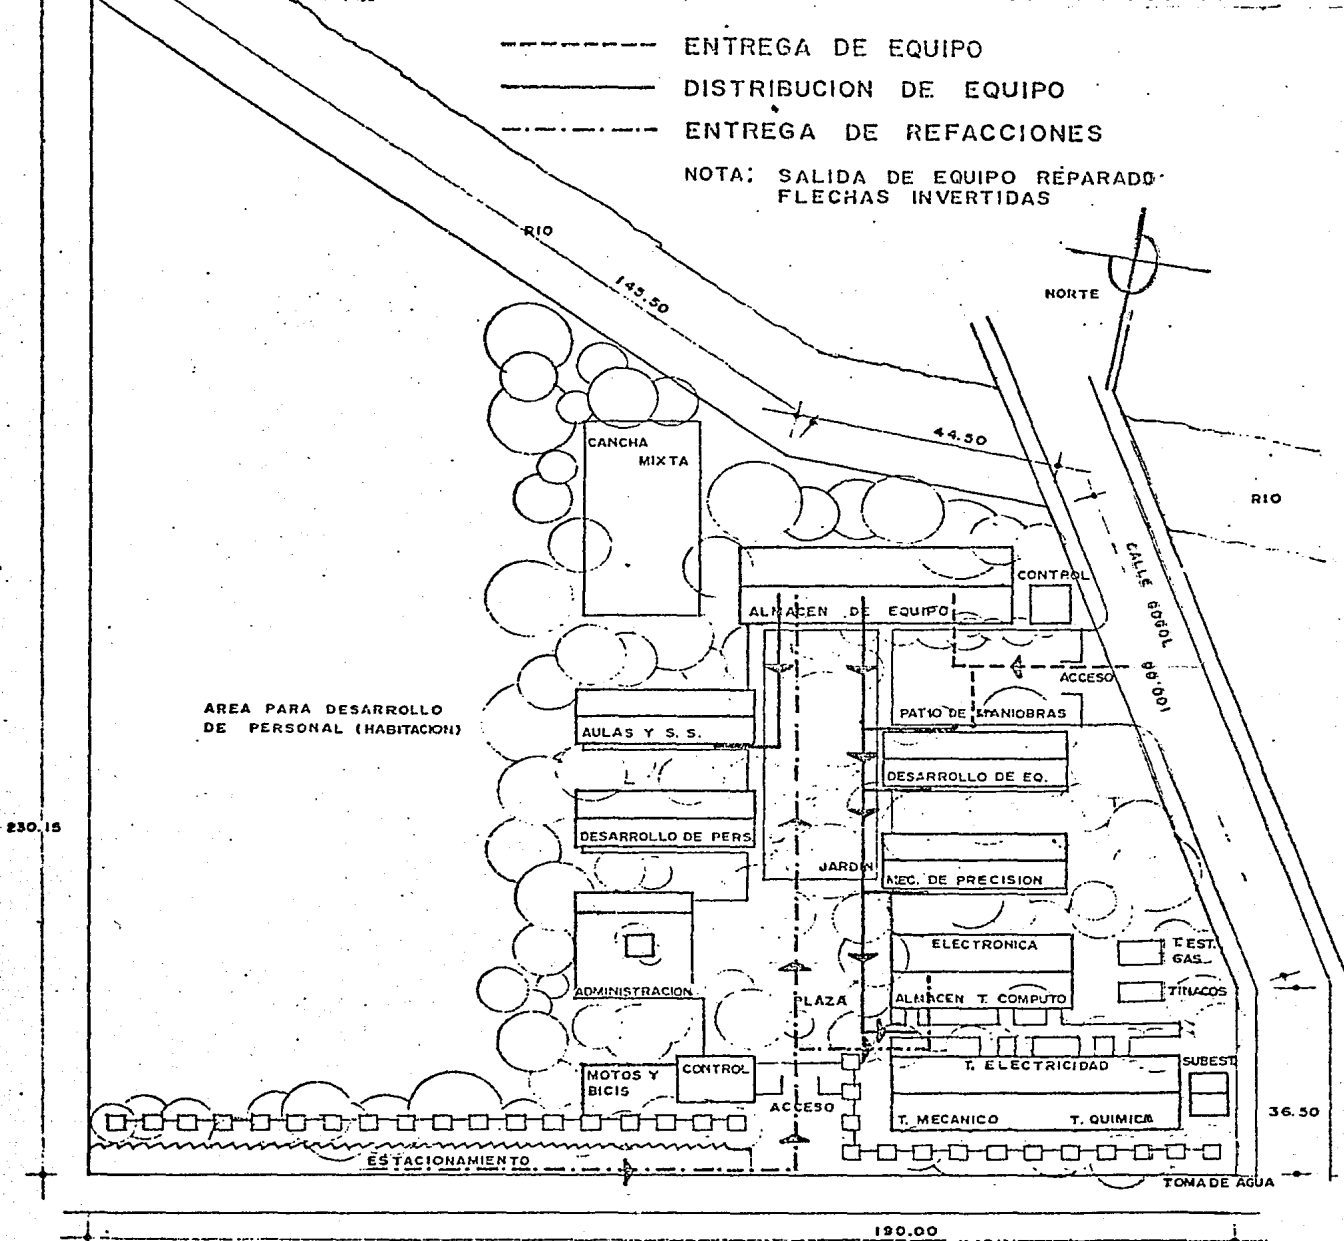 ENTREGA DE EQUIPO
DISTRIBUCION DE EQUIPO
ENTREGA DE REFACCIONES
NOTA: SALIDA DE EQUIPO REPARADO
FLECHAS INVERTIDAS
RIO
145.50
NORTE
44.50
CANCHA
MIXTA
RIO
CALLE GOGOL
CONTROL
ALMACEN DE EQUIPO
ACCESO
AREA PARA DESARROLLO
DE PERSONAL (HABITACION)
PATIO DE MANIOBRAS
AULAS Y S. S.
DESARROLLO DE EQ.
230.15
DESARROLLO DE PERS
JARDIN
MEC. DE PRECISION
ELECTRONICA
T. EST.
GAS
ADMINISTRACION
PLAZA
ALMACEN T. COMPUTO
TINACOS
MOTOS Y
BICIS
CONTROL
T. ELECTRICIDAD
SUBEST.
ACCESO
T. MECANICO
T. QUIMICA
36.50
ESTACIONAMIENTO
TOMA DE AGUA
190.00